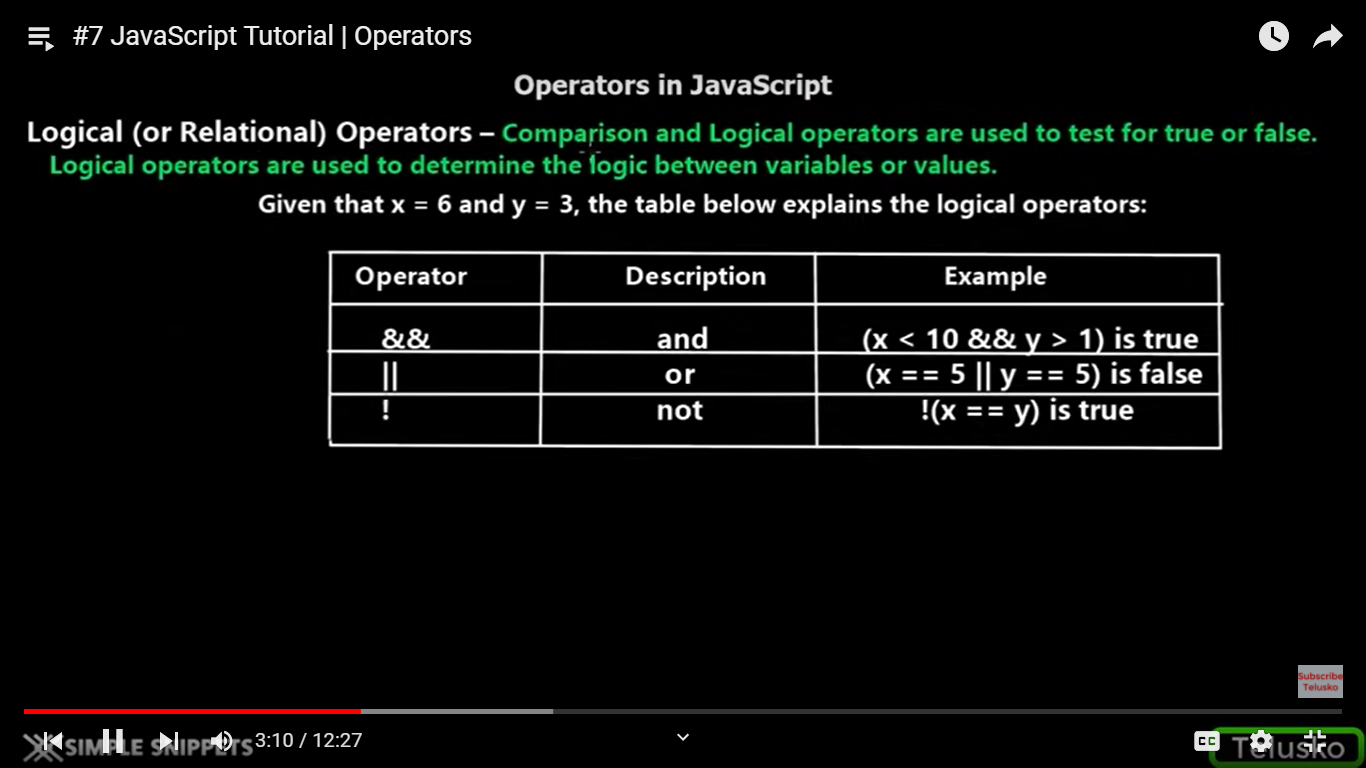 #7 JavaScript Tutorial | Operators
Operators in JavaScript
Logical (or Relational) Operators – Comparison and Logical operators are used to test for true or false.
Logical operators are used to determine the logic between variables or values.
Given that x = 6 and y = 3, the table below explains the logical operators:
Operator Description Example
&& and (x < 10 && y > 1) is true
|| or (x == 5 || y == 5) is false
! not !(x == y) is true
Subscribe
Telusko
SIMPLE SNIPPETS
3:10 / 12:27
CC
Telusko